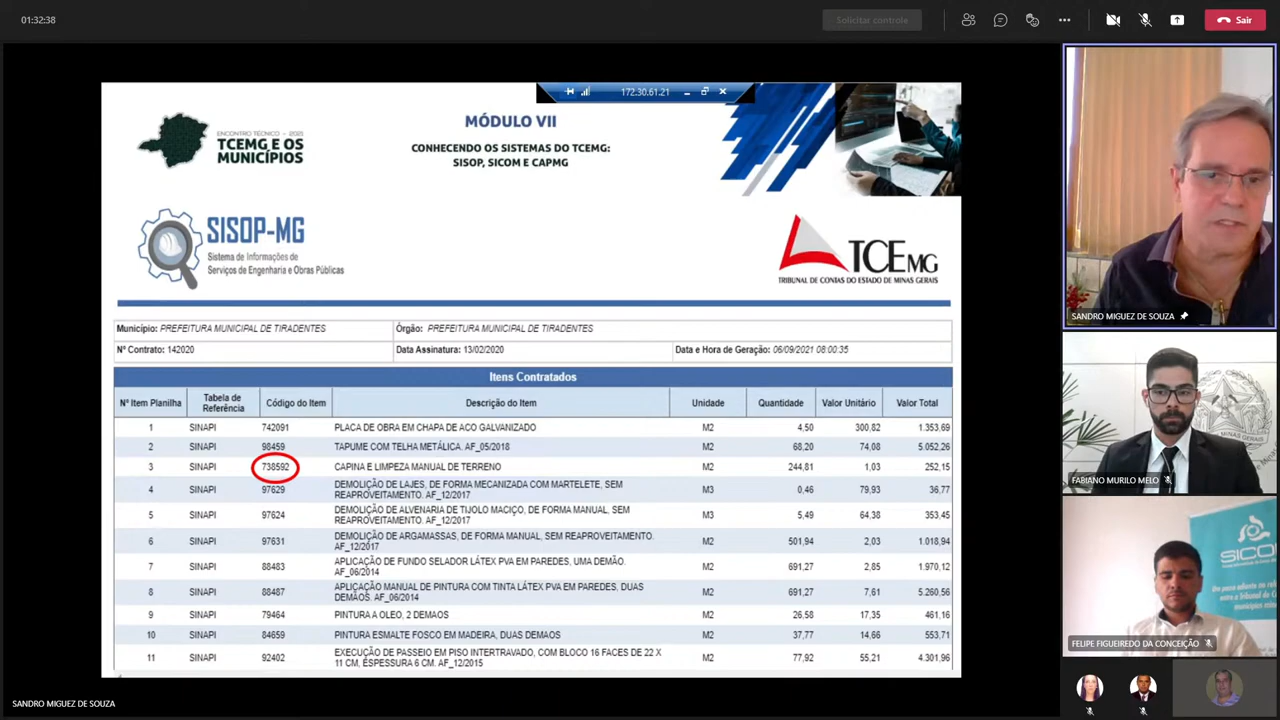 01:32:38
Solicitar controle
Sair
172.30.61.21
ENCONTRO TÉCNICO - 2021
TCEMG E OS
MUNICÍPIOS
MÓDULO VII
CONHECENDO OS SISTEMAS DO TCEMG:
SISOP, SICOM E CAPMG
SISOP-MG
Sistema de Informações de
Serviços de Engenharia e Obras Públicas
TCEMG
TRIBUNAL DE CONTAS DO ESTADO DE MINAS GERAIS
Município: PREFEITURA MUNICIPAL DE TIRADENTES Órgão: PREFEITURA MUNICIPAL DE TIRADENTES
Nº Contrato: 142020 Data Assinatura: 13/02/2020 Data e Hora de Geração: 06/09/2021 08:00:35
Itens Contratados
Nº Item Planilha Tabela de Referência Código do Item Descrição do Item Unidade Quantidade Valor Unitário Valor Total
1 SINAPI 742091 PLACA DE OBRA EM CHAPA DE ACO GALVANIZADO M2 4,50 300,82 1.353,69
2 SINAPI 98459 TAPUME COM TELHA METÁLICA. AF_05/2018 M2 68,20 74,08 5.052,26
3 SINAPI 738592 CAPINA E LIMPEZA MANUAL DE TERRENO M2 244,81 1,03 252,15
4 SINAPI 97629 DEMOLIÇÃO DE LAJES, DE FORMA MECANIZADA COM MARTELETE, SEM
REAPROVEITAMENTO. AF_12/2017 M3 0,46 79,93 36,77
5 SINAPI 97624 DEMOLIÇÃO DE ALVENARIA DE TIJOLO MACIÇO, DE FORMA MANUAL, SEM
REAPROVEITAMENTO. AF_12/2017 M3 5,49 64,38 353,45
6 SINAPI 97631 DEMOLIÇÃO DE ARGAMASSAS, DE FORMA MANUAL, SEM REAPROVEITAMENTO.
AF_12/2017 M2 501,94 2,03 1.018,94
7 SINAPI 88483 APLICAÇÃO DE FUNDO SELADOR LÁTEX PVA EM PAREDES, UMA DEMÃO.
AF_06/2014 M2 691,27 2,85 1.970,12
8 SINAPI 88487 APLICAÇÃO MANUAL DE PINTURA COM TINTA LÁTEX PVA EM PAREDES, DUAS
DEMÃOS. AF_06/2014 M2 691,27 7,61 5.260,56
9 SINAPI 79464 PINTURA A OLEO, 2 DEMAOS M2 26,58 17,35 461,16
10 SINAPI 84659 PINTURA ESMALTE FOSCO EM MADEIRA, DUAS DEMAOS M2 37,77 14,66 553,71
11 SINAPI 92402 EXECUÇÃO DE PASSEIO EM PISO INTERTRAVADO, COM BLOCO 16 FACES DE 22 X
11 CM, ESPESSURA 6 CM. AF_12/2015 M2 77,92 55,21 4.301,96
SANDRO MIGUEZ DE SOUZA
FABIANO MURILO MELO
SICO
FELIPE FIGUEIREDO DA CONCEIÇÃO
SANDRO MIGUEZ DE SOUZA